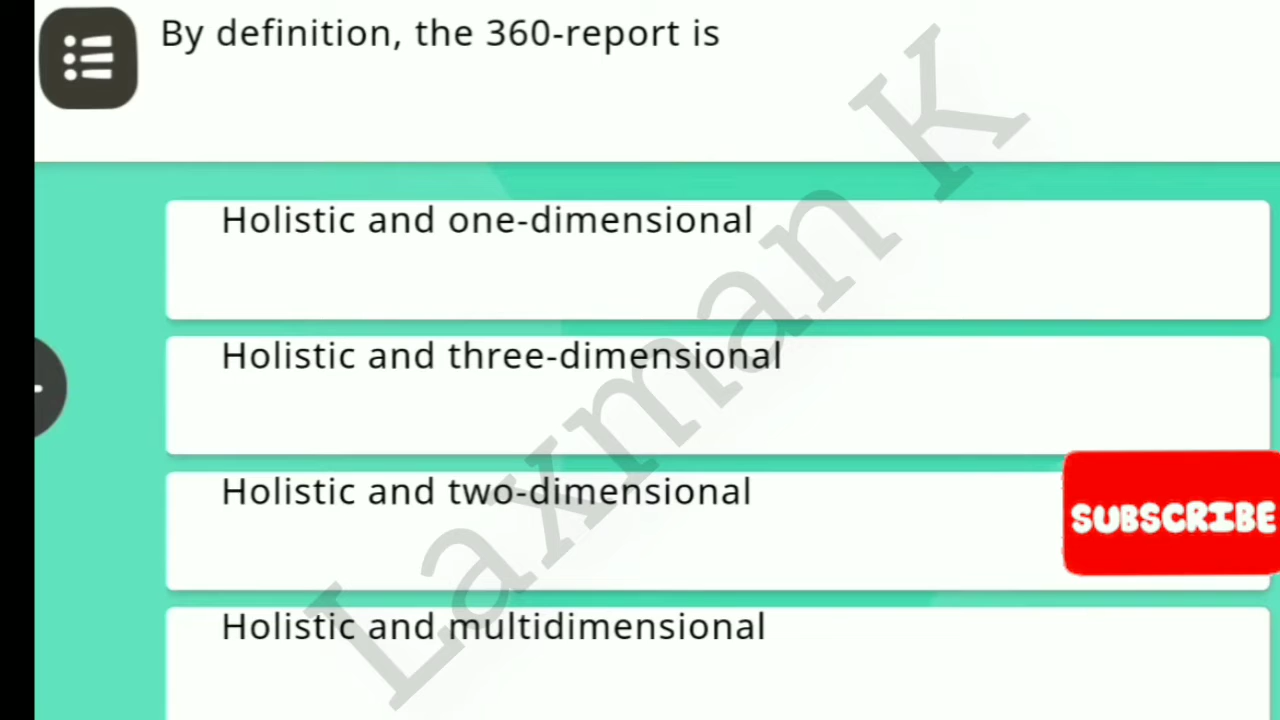 By definition, the 360-report is
Holistic and one-dimensional
Holistic and three-dimensional
Holistic and two-dimensional
SUBSCRIBE
Holistic and multidimensional
Laxman K